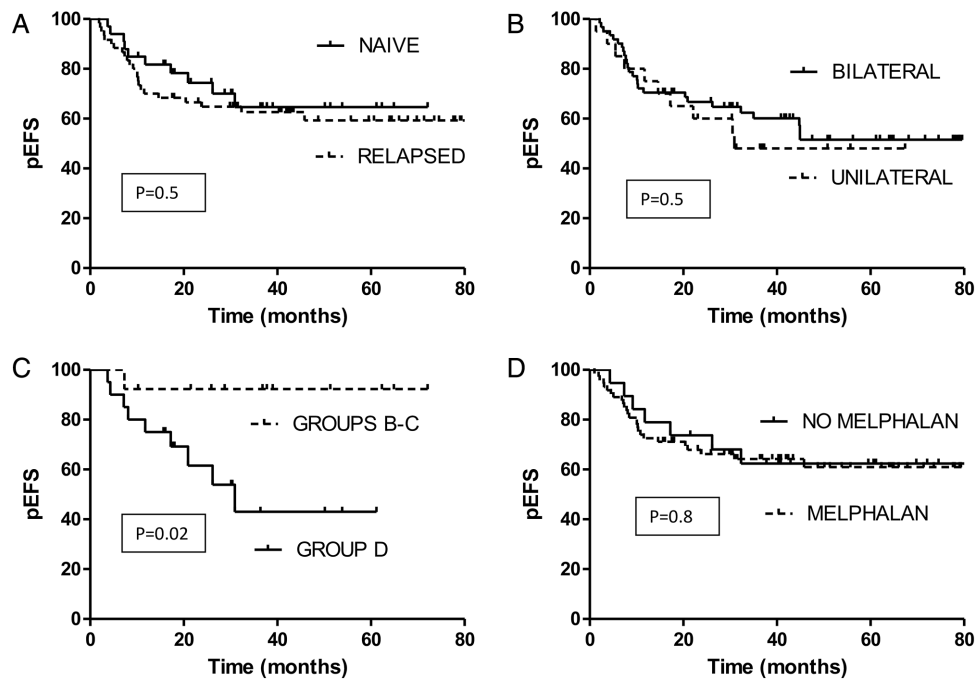 A
100
80
60
40
20
0
pEFS
NAIVE
RELAPSED
P=0.5
0 20 40 60 80
Time (months)
B
100
80
60
40
20
0
pEFS
BILATERAL
UNILATERAL
P=0.5
0 20 40 60 80
Time (months)
C
100
80
60
40
20
0
pEFS
GROUPS B-C
P=0.02
GROUP D
0 20 40 60 80
Time (months)
D
100
80
60
40
20
0
pEFS
NO MELPHALAN
P=0.8
MELPHALAN
0 20 40 60 80
Time (months)